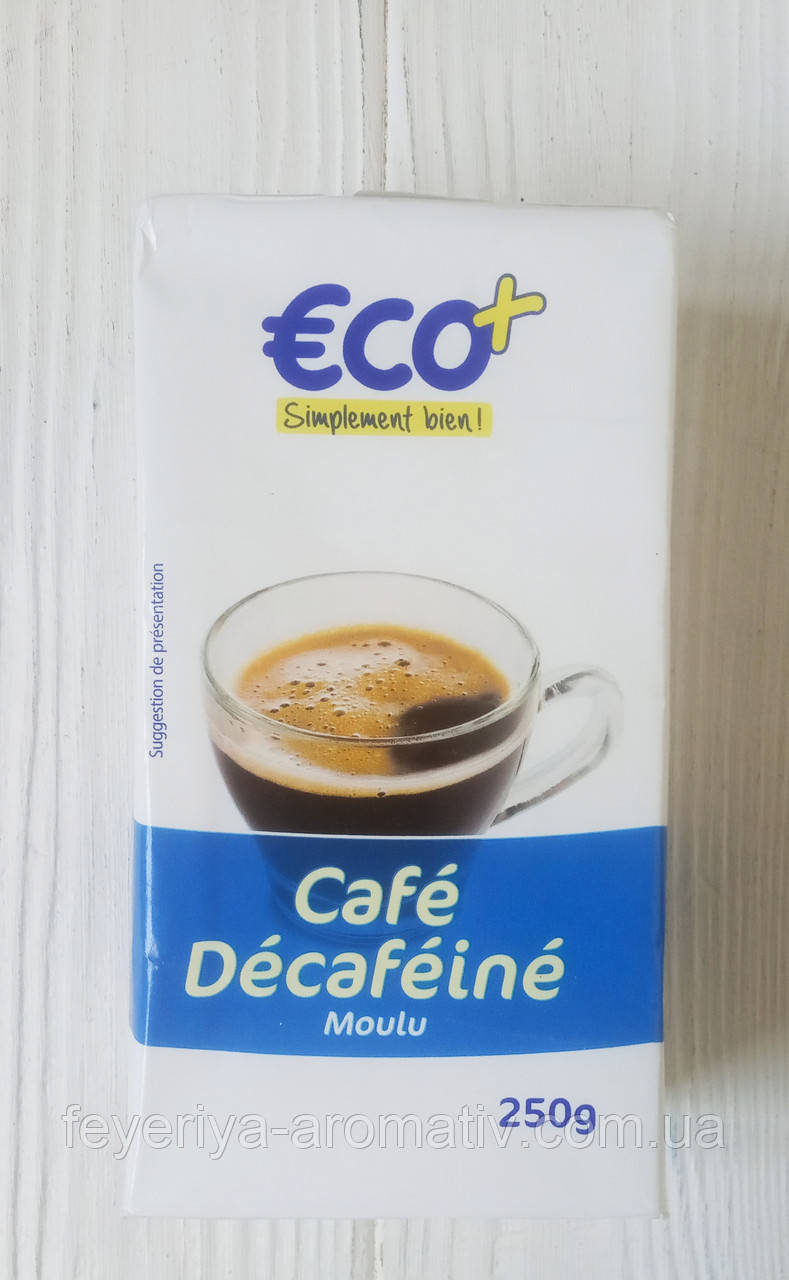 €co+
Simplement bien!
Suggestion de présentation
Café
Décaféiné
Moulu
250g
feyeriya-aromativ.com.ua